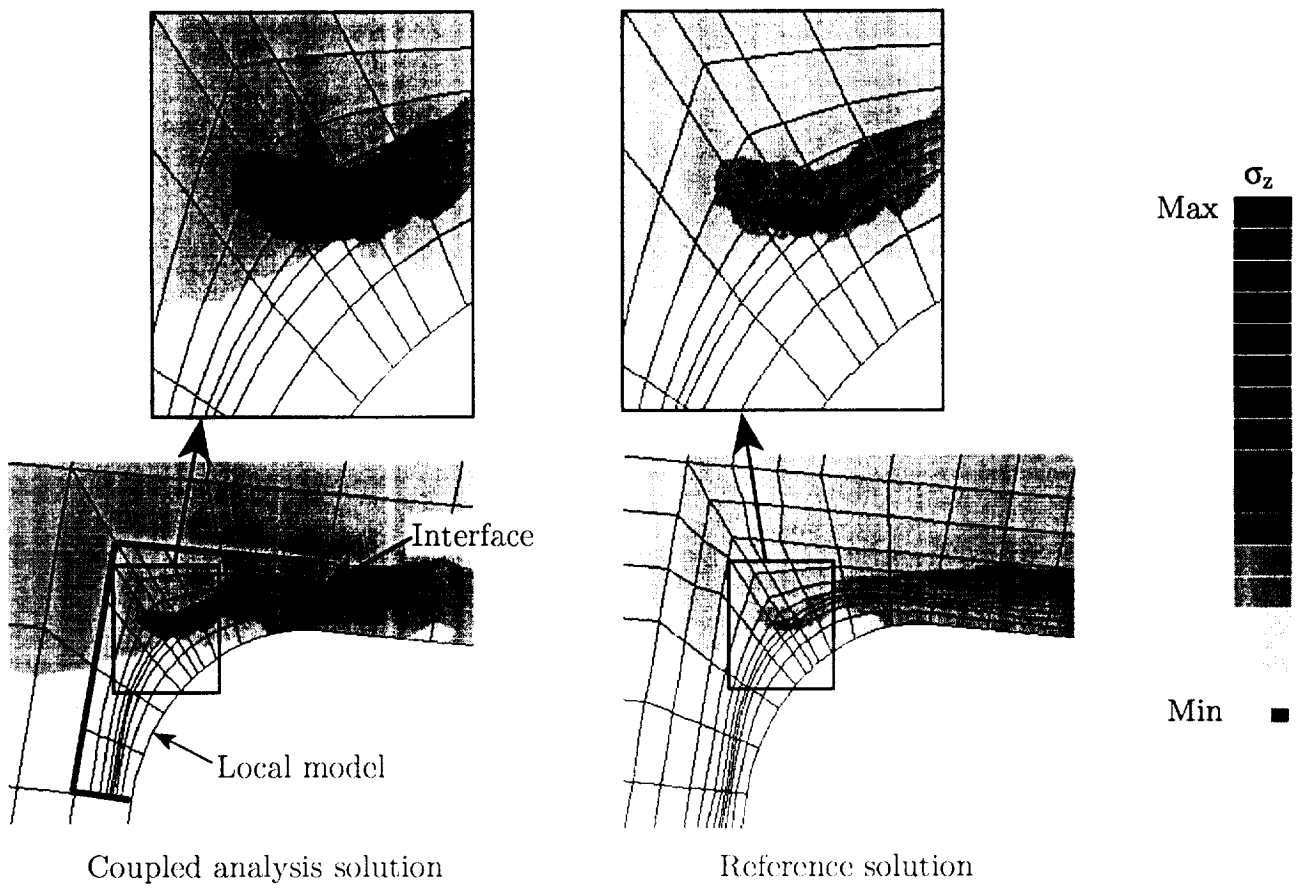 σz
Max
Interface
Min
Local model
Coupled analysis solution
Reference solution